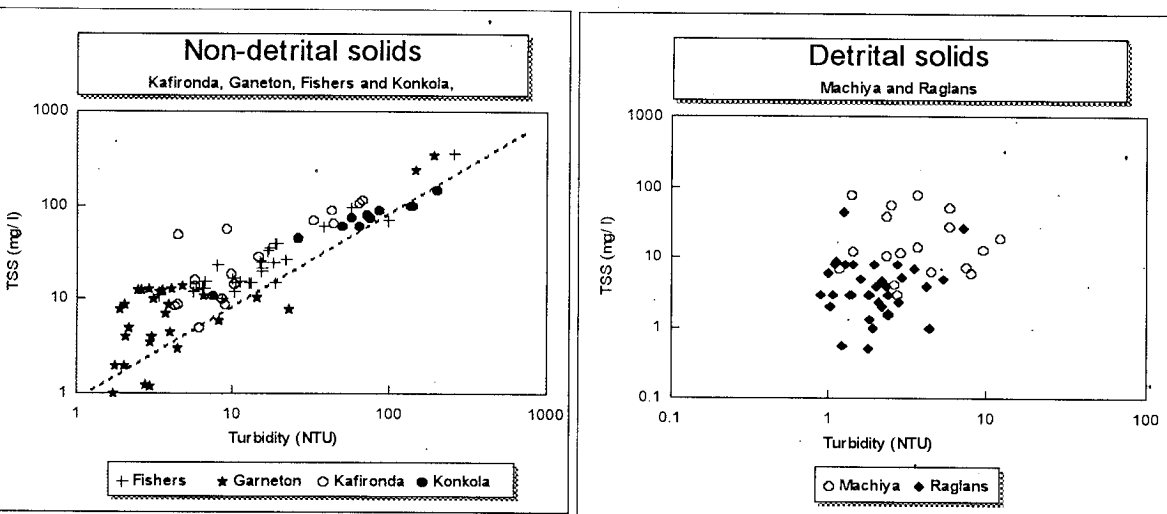 Non-detrital solids
Kafironda, Ganeton, Fishers and Konkola,
1000
100
10
1
TSS (mg/l)
1 10 100 1000
Turbidity (NTU)
Fishers Garneton Kafironda Konkola
Detrital solids
Machiya and Raglans
1000
100
10
1
0.1
TSS (mg/l)
0.1 1 10 100
Turbidity (NTU)
Machiya Raglans